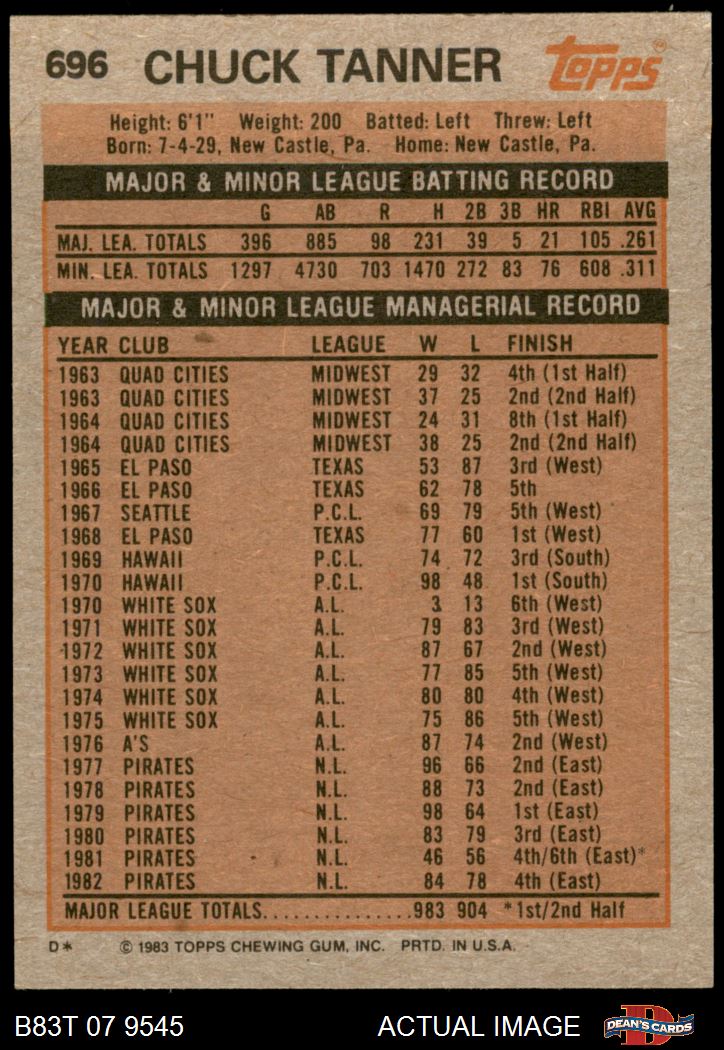 696 CHUCK TANNER topps
Height: 6'1" Weight: 200 Batted: Left Threw: Left
Born: 7-4-29, New Castle, Pa. Home: New Castle, Pa.
MAJOR & MINOR LEAGUE BATTING RECORD
G AB R H 2B 3B HR RBI AVG
MAJ. LEA. TOTALS 396 885 98 231 39 5 21 105 .261
MIN. LEA. TOTALS 1297 4730 703 1470 272 83 76 608 .311
MAJOR & MINOR LEAGUE MANAGERIAL RECORD
YEAR CLUB LEAGUE W L FINISH
1963 QUAD CITIES MIDWEST 29 32 4th (1st Half)
1963 QUAD CITIES MIDWEST 37 25 2nd (2nd Half)
1964 QUAD CITIES MIDWEST 24 31 8th (1st Half)
1964 QUAD CITIES MIDWEST 38 25 2nd (2nd Half)
1965 EL PASO TEXAS 53 87 3rd (West)
1966 EL PASO TEXAS 62 78 5th
1967 SEATTLE P.C.L. 69 79 5th (West)
1968 EL PASO TEXAS 77 60 1st (West)
1969 HAWAII P.C.L. 74 72 3rd (South)
1970 HAWAII P.C.L. 98 48 1st (South)
1970 WHITE SOX A.L. 3 13 6th (West)
1971 WHITE SOX A.L. 79 83 3rd (West)
1972 WHITE SOX A.L. 87 67 2nd (West)
1973 WHITE SOX A.L. 77 85 5th (West)
1974 WHITE SOX A.L. 80 80 4th (West)
1975 WHITE SOX A.L. 75 86 5th (West)
1976 A'S A.L. 87 74 2nd (West)
1977 PIRATES N.L. 96 66 2nd (East)
1978 PIRATES N.L. 88 73 2nd (East)
1979 PIRATES N.L. 98 64 1st (East)
1980 PIRATES N.L. 83 79 3rd (East)
1981 PIRATES N.L. 46 56 4th/6th (East)*
1982 PIRATES N.L. 84 78 4th (East)
MAJOR LEAGUE TOTALS...............983 904 *1st/2nd Half
D* © 1983 TOPPS CHEWING GUM, INC. PRTD. IN U.S.A.
B83T 07 9545 ACTUAL IMAGE D DEAN'S CARDS